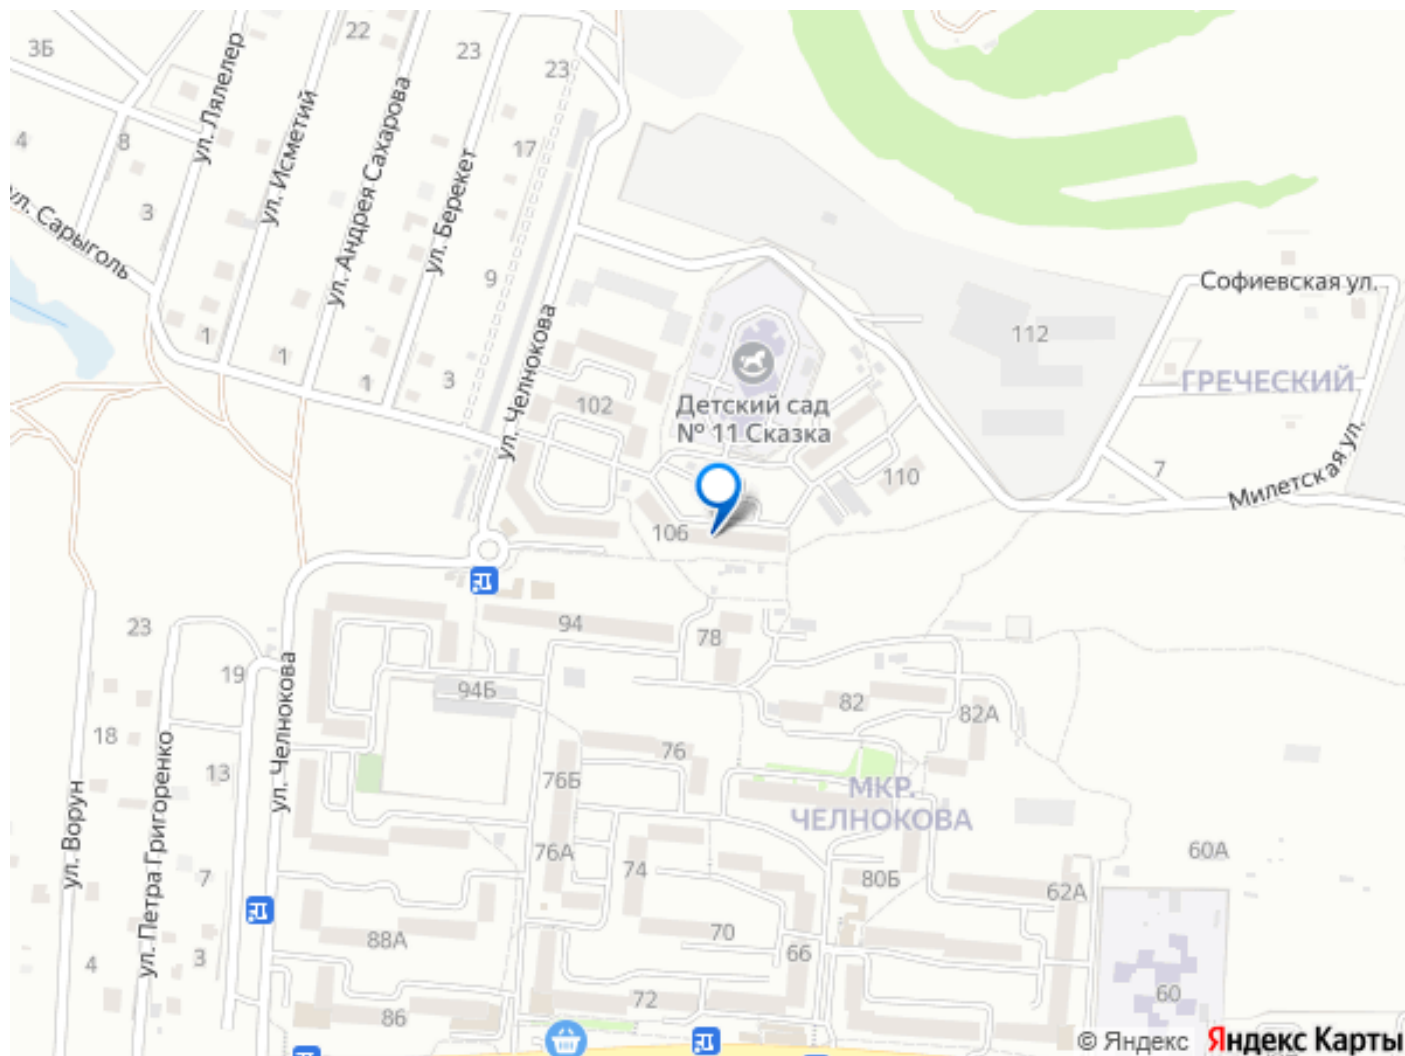 3Б
22
23
23
ул. Лялелер
ул. Исметий
ул. Андрея Сахарова
ул. Берекет
4
8
17
3
ул. Сарыголь
9
Софиевская ул.
1
1
1
3
ул. Челнокова
112
ГРЕЧЕСКИЙ
102
Детский сад
№ 11 Сказка
110
7
Милетская ул.
106
23
94
78
19
ул. Челнокова
94Б
82
82А
18
13
76
76Б
МКР.
ЧЕЛНОКОВА
ул. Ворун
ул. Петра Григоренко
76А
74
60А
7
80Б
62А
88А
70
66
4
3
72
60
86
© Яндекс
Яндекс Карты